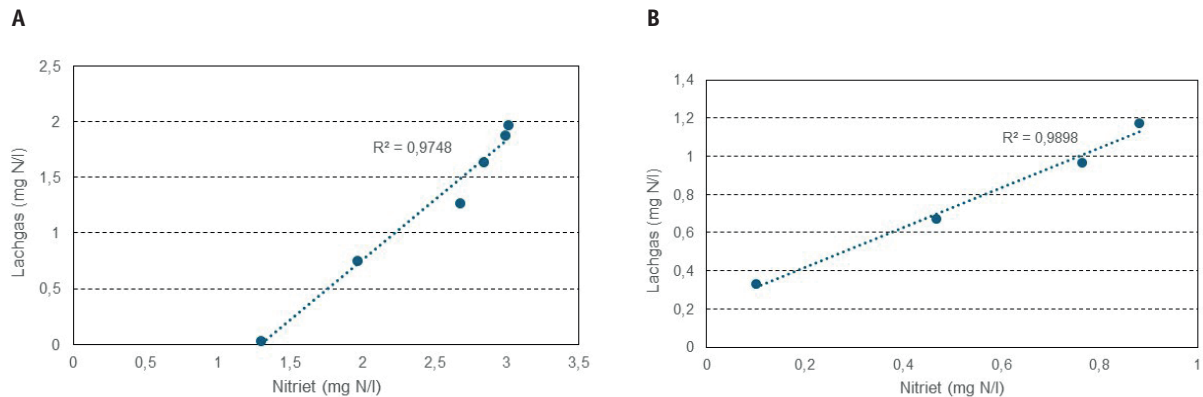 A
2,5
2
1,5
1
0,5
0
Lachgas (mg N/l)
R² = 0,9748
0 0,5 1 1,5 2 2,5 3 3,5
Nitriet (mg N/l)
B
1,4
1,2
1
0,8
0,6
0,4
0,2
0
Lachgas (mg N/l)
R² = 0,9898
0 0,2 0,4 0,6 0,8 1
Nitriet (mg N/l)